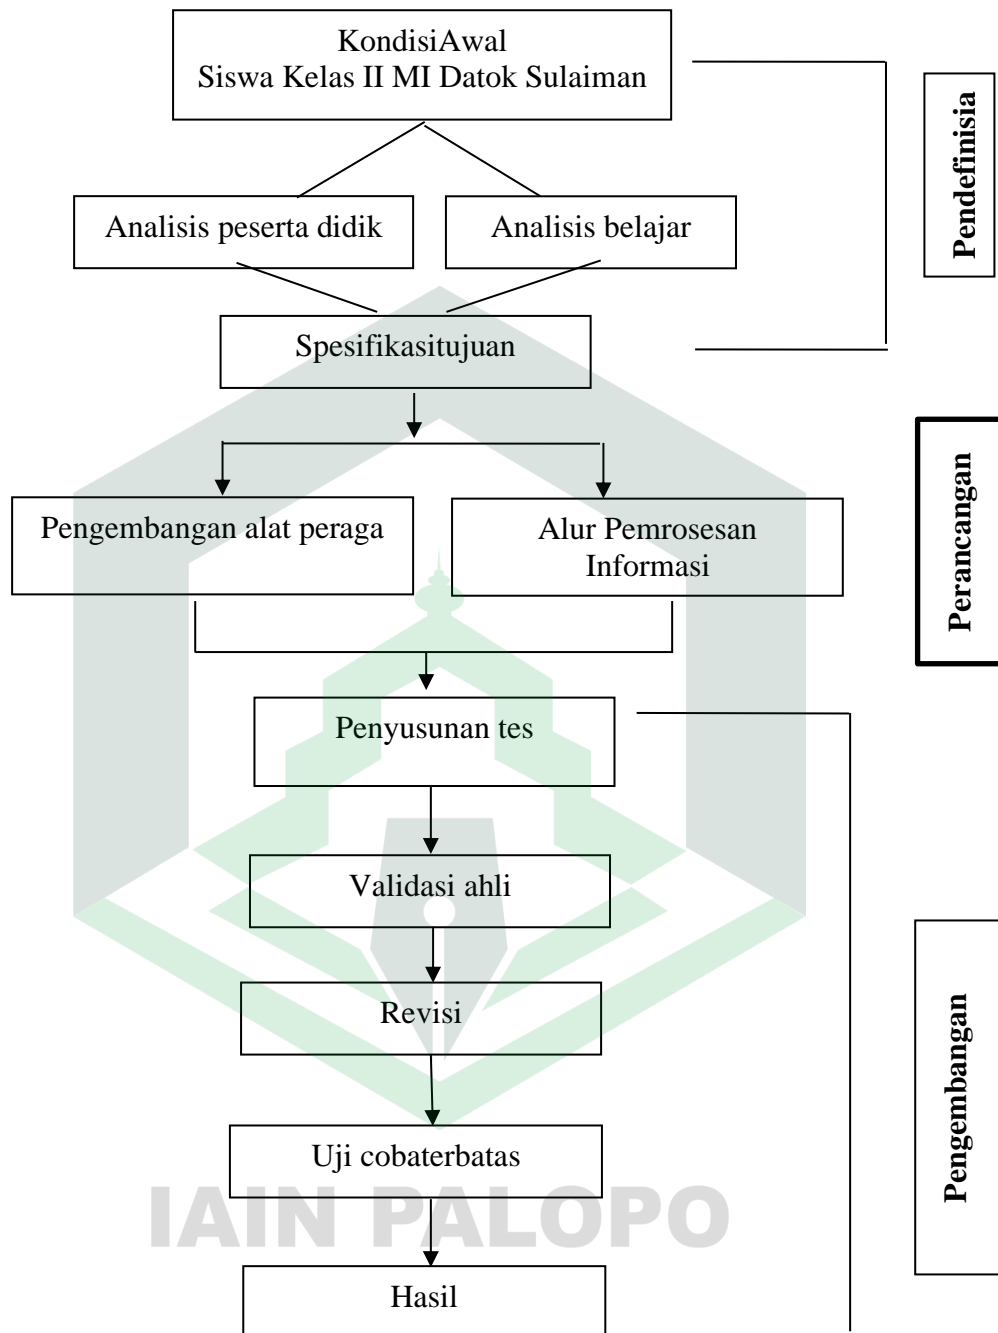 KondisiAwal
Siswa Kelas II MI Datok Sulaiman
Pendefinisia
Analisis peserta didik
Analisis belajar
Spesifikasitujuan
Perancangan
Pengembangan alat peraga
Alur Pemrosesan
Informasi
Penyusunan tes
Validasi ahli
Pengembangan
Revisi
Uji cobaterbatas
IAIN PALOPO
Hasil